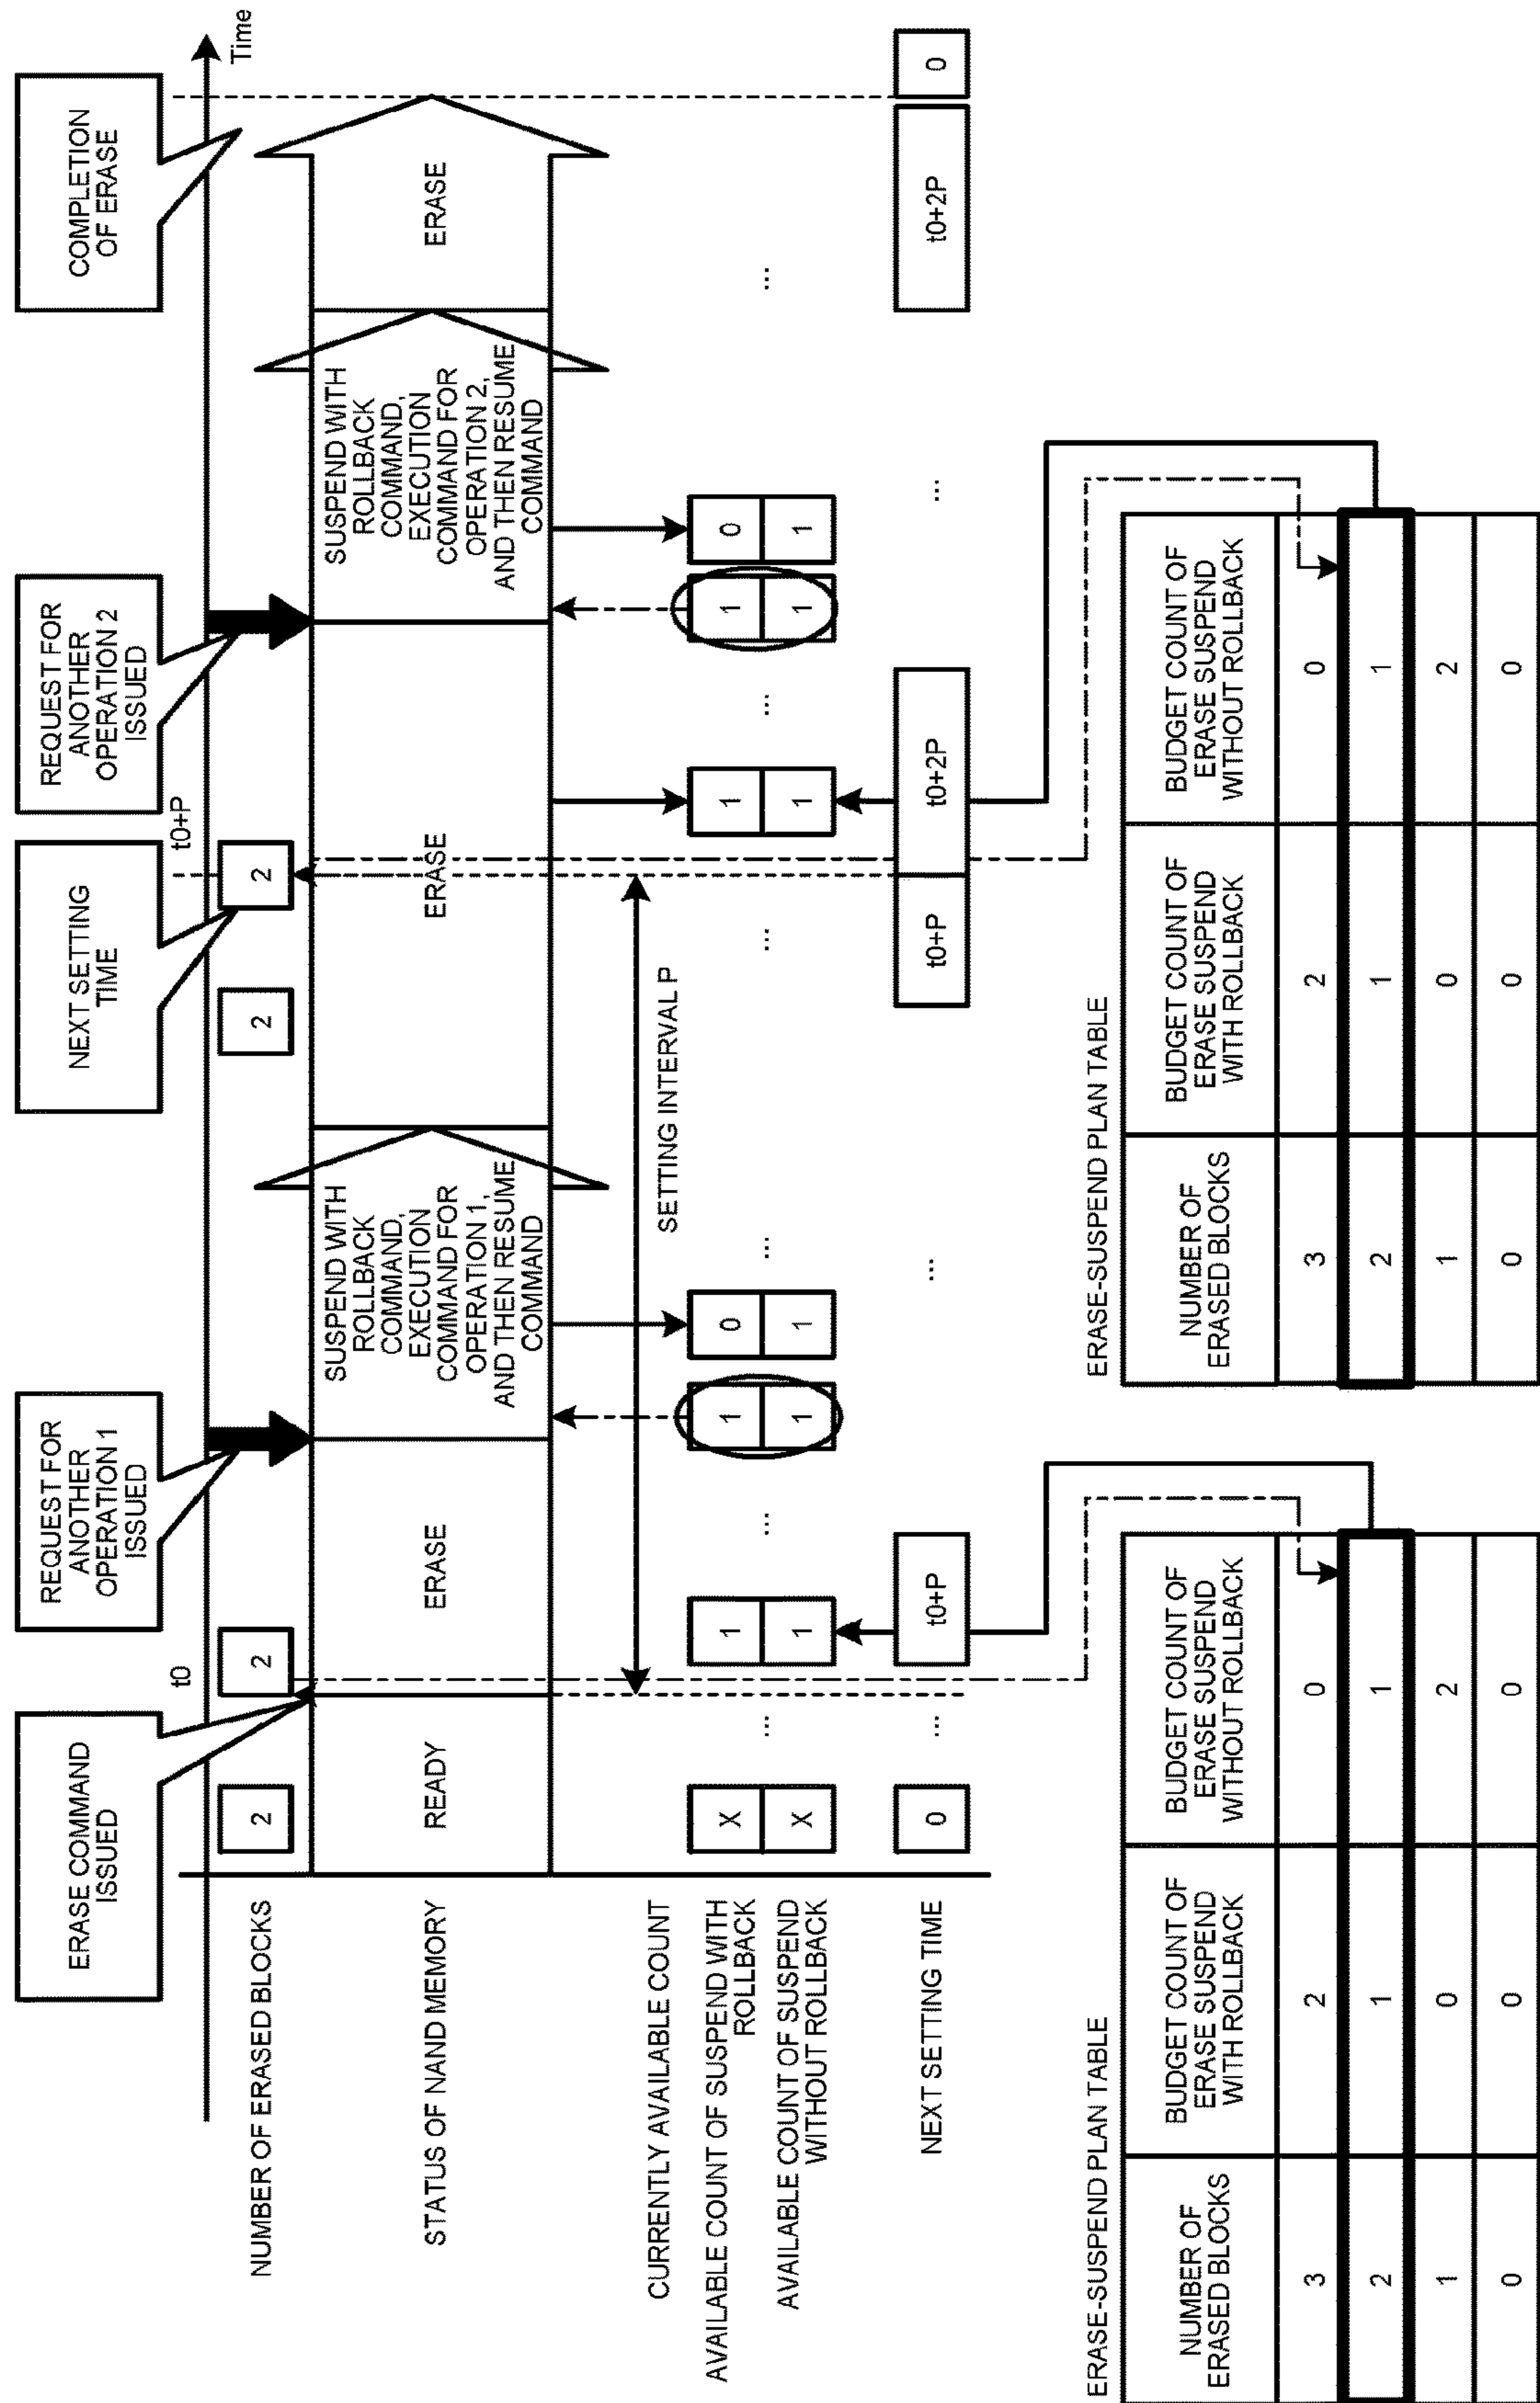 ERASE COMMAND
ISSUED
REQUEST FOR
ANOTHER
OPERATION 1
ISSUED
NEXT SETTING
TIME
REQUEST FOR
ANOTHER
OPERATION 2
ISSUED
COMPLETION
OF ERASE
t0
t0+P
Time
NUMBER OF ERASED BLOCKS
2
2
2
2
STATUS OF NAND MEMORY
READY
ERASE
SUSPEND WITH
ROLLBACK
COMMAND,
EXECUTION
COMMAND FOR
OPERATION 1,
AND THEN RESUME
COMMAND
ERASE
SUSPEND WITH
ROLLBACK
COMMAND,
EXECUTION
COMMAND FOR
OPERATION 2,
AND THEN RESUME
COMMAND
ERASE
SETTING INTERVAL P
CURRENTLY AVAILABLE COUNT
AVAILABLE COUNT OF SUSPEND WITH
ROLLBACK
X 1 1 0 1 1 0
AVAILABLE COUNT OF SUSPEND
WITHOUT ROLLBACK
X 1 1 1 1 1 1
... ... ... ... ... ...
NEXT SETTING TIME
0 ... t0+P ... t0+P t0+2P ... t0+2P 0
ERASE-SUSPEND PLAN TABLE
NUMBER OF
ERASED BLOCKS
BUDGET COUNT OF
ERASE SUSPEND
WITH ROLLBACK
BUDGET COUNT OF
ERASE SUSPEND
WITHOUT ROLLBACK
3 2 0
2 1 1
1 0 2
0 0 0
ERASE-SUSPEND PLAN TABLE
NUMBER OF
ERASED BLOCKS
BUDGET COUNT OF
ERASE SUSPEND
WITH ROLLBACK
BUDGET COUNT OF
ERASE SUSPEND
WITHOUT ROLLBACK
3 2 0
2 1 1
1 0 2
0 0 0